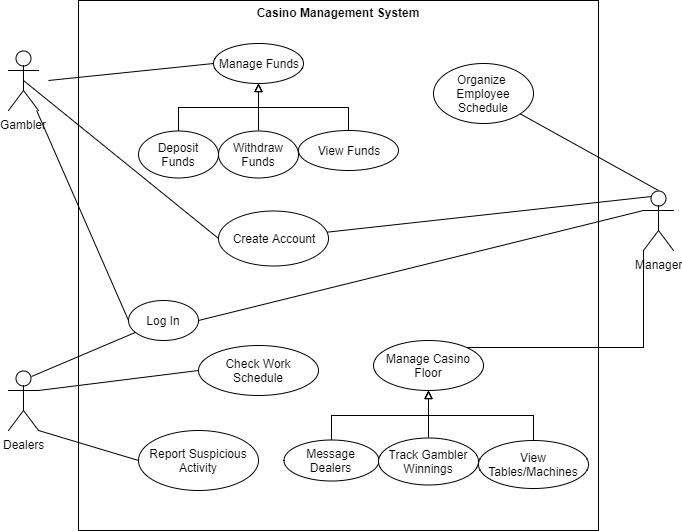 Casino Management System
Manage Funds
Organize
Employee
Schedule
Gambler
Deposit
Funds
Withdraw
Funds
View Funds
Create Account
Manager
Log In
Check Work
Schedule
Manage Casino
Floor
Dealers
Report Suspicious
Activity
Message
Dealers
Track Gambler
Winnings
View
Tables/Machines